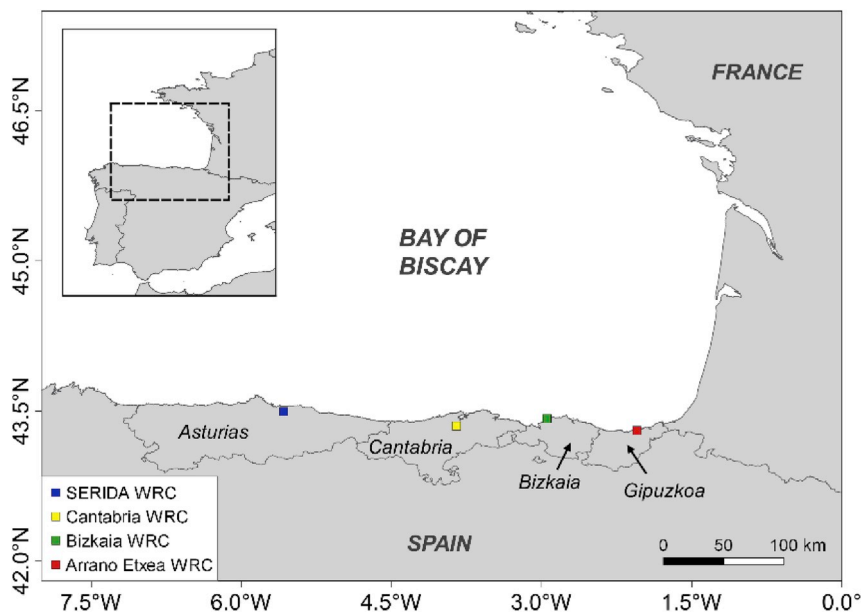 FRANCE
46.5°N
BAY OF
BISCAY
45.0°N
43.5°N
Asturias
Cantabria
Bizkaia
Gipuzkoa
SERIDA WRC
Cantabria WRC
Bizkaia WRC
Arrano Etxea WRC
SPAIN
0 50 100 km
42.0°N
7.5°W 6.0°W 4.5°W 3.0°W 1.5°W 0.0°